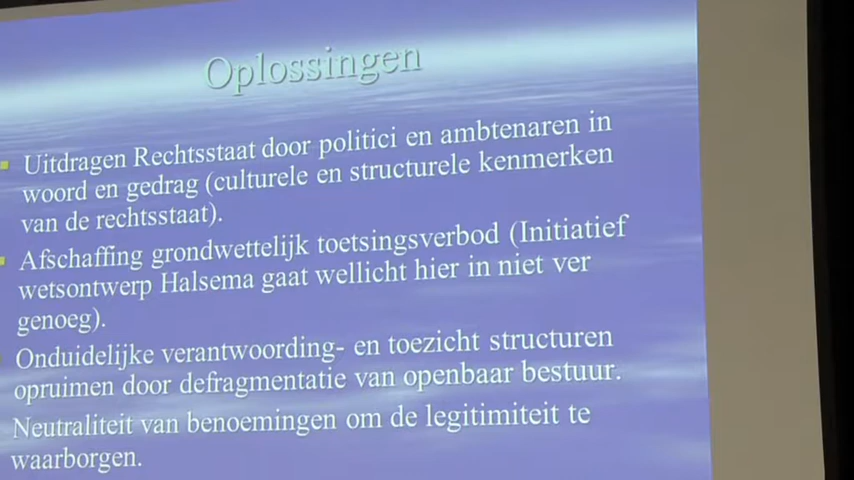 Oplossingen
Uitdragen Rechtsstaat door politici en ambtenaren in
woord en gedrag (culturele en structurele kenmerken
van de rechtsstaat).
Afschaffing grondwettelijk toetsingsverbod (Initiatief
wetsontwerp Halsema gaat wellicht hier in niet ver
genoeg).
Onduidelijke verantwoording- en toezicht structuren
opruimen door defragmentatie van openbaar bestuur.
Neutraliteit van benoemingen om de legitimiteit te
waarborgen.